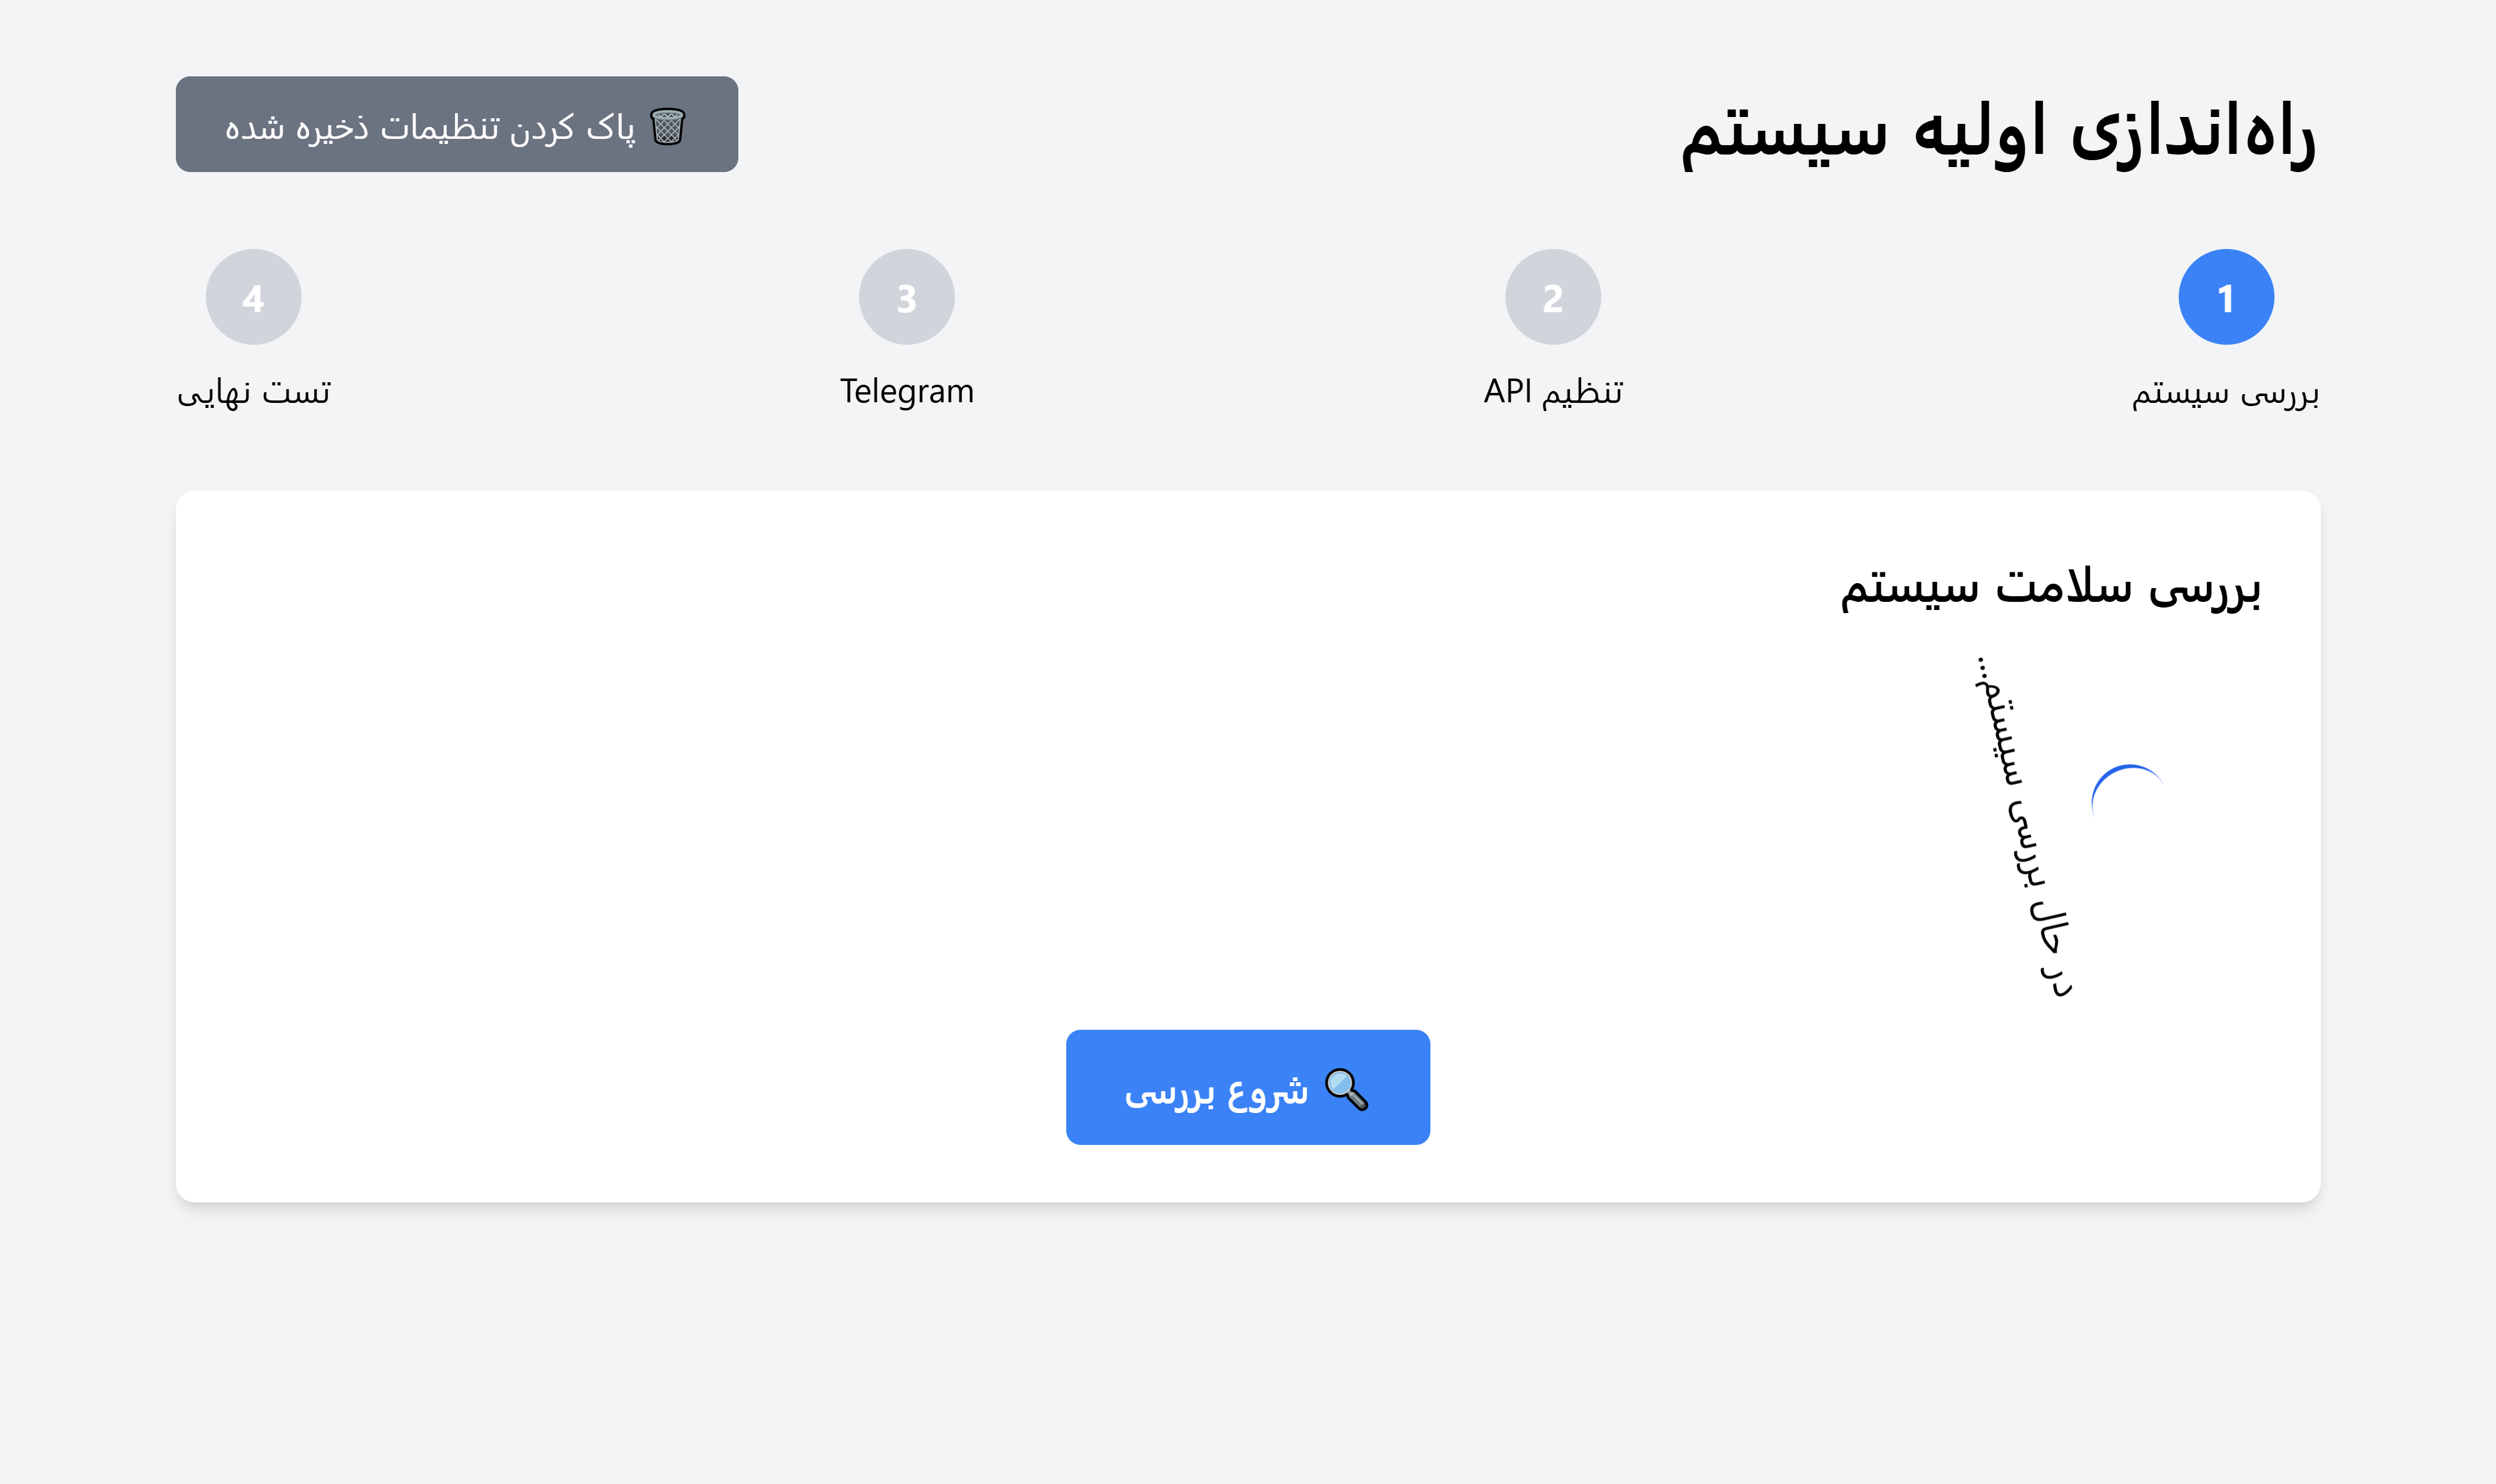 راه‌اندازی اولیه سیستم
🗑️ پاک کردن تنظیمات ذخیره شده
1
بررسی سیستم
2
تنظیم API
3
Telegram
4
تست نهایی
بررسی سلامت سیستم
در حال بررسی سیستم...
🔍 شروع بررسی